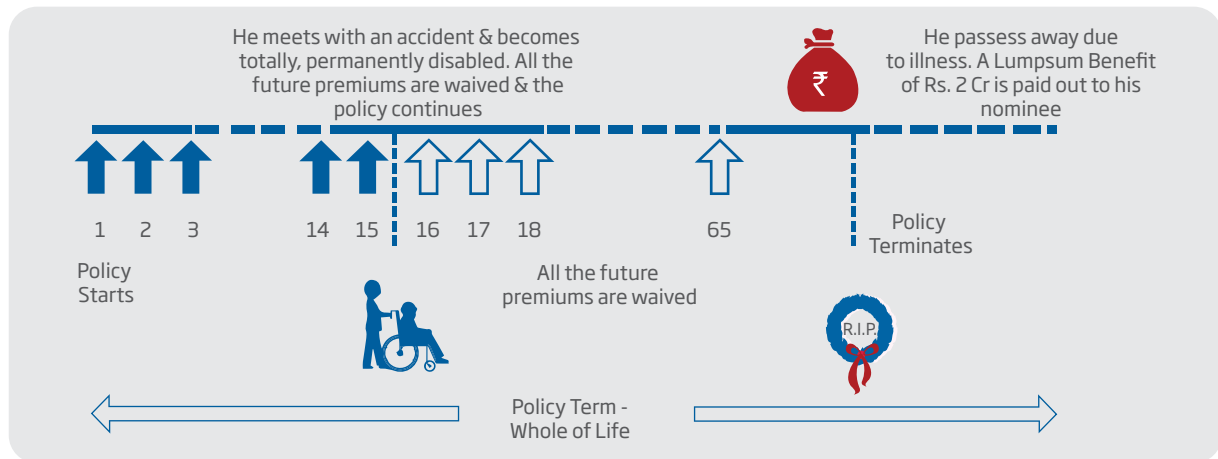 He meets with an accident & becomes
totally, permanently disabled. All the
future premiums are waived & the
policy continues
₹
He passess away due
to illness. A Lumpsum Benefit
of Rs. 2 Cr is paid out to his
nominee
1 2 3 14 15 16 17 18 65
Policy
Starts
All the future
premiums are waived
Policy
Terminates
R.I.P.
Policy Term -
Whole of Life